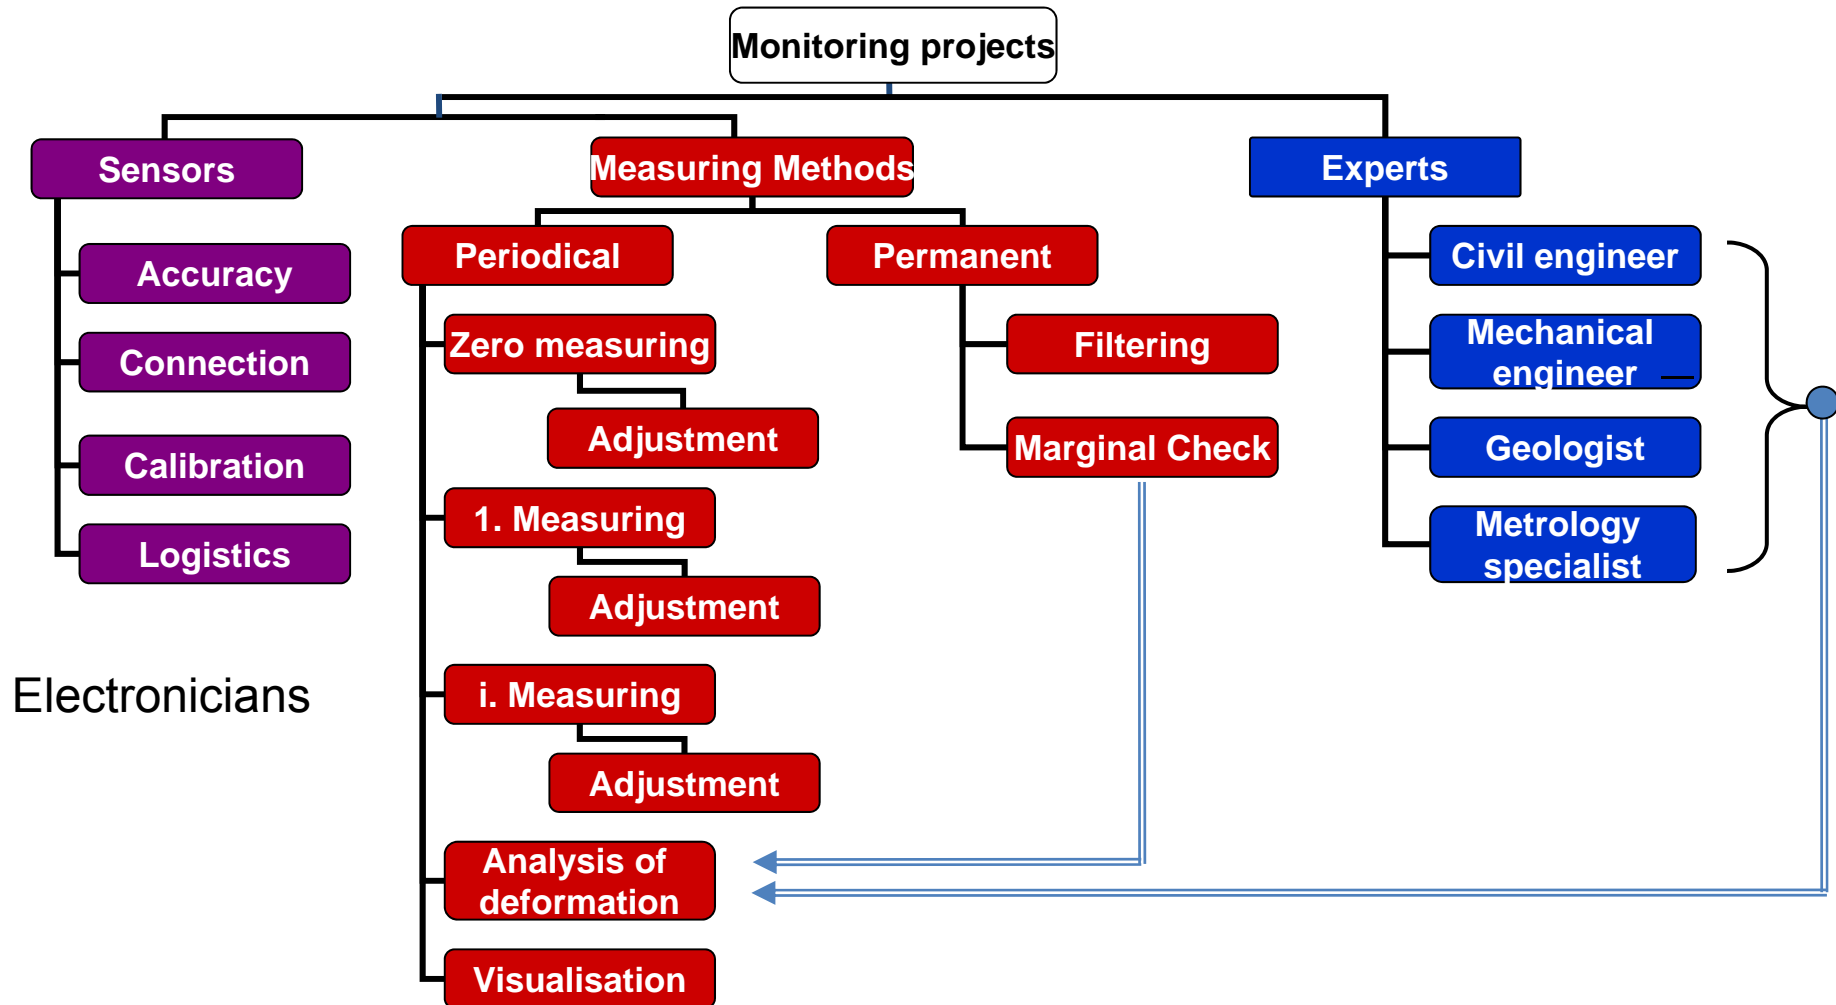 Monitoring projects
Sensors
Measuring Methods
Experts
Accuracy
Connection
Calibration
Logistics
Electronicians
Periodical
Permanent
Zero measuring
Adjustment
1. Measuring
Adjustment
i. Measuring
Adjustment
Analysis of
deformation
Visualisation
Filtering
Marginal Check
Civil engineer
Mechanical
engineer
Geologist
Metrology
specialist